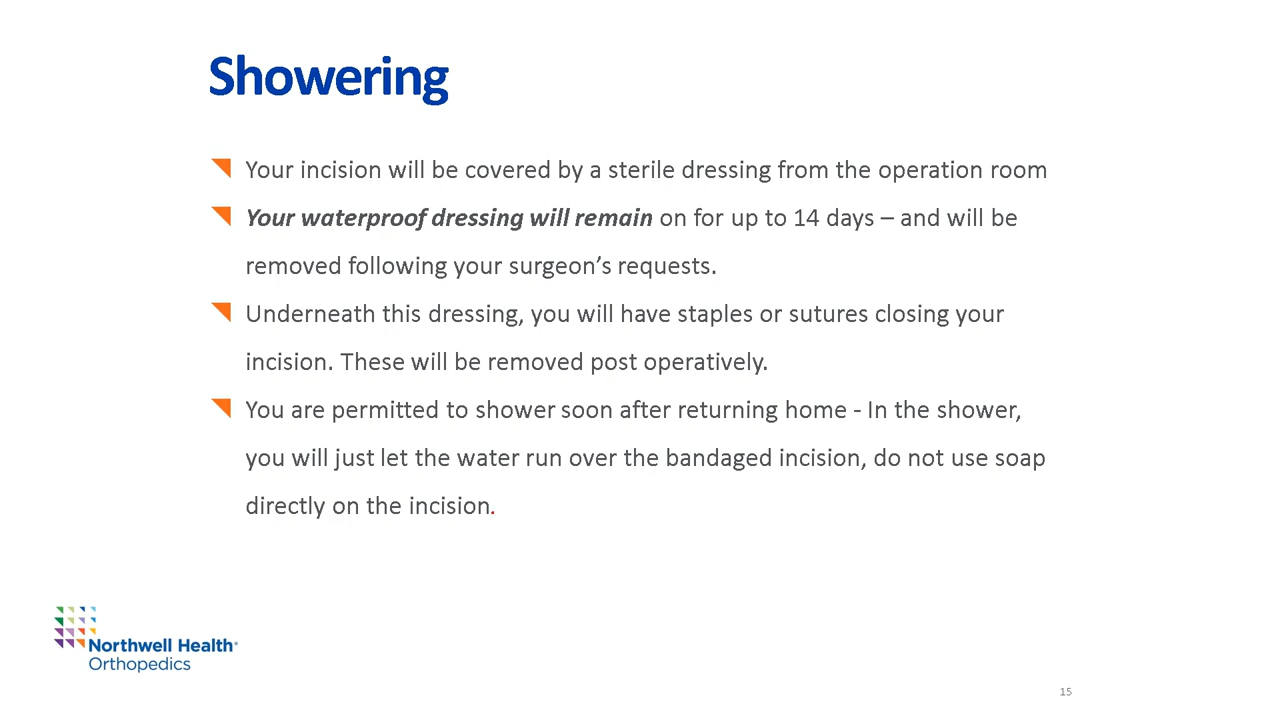 Showering
Your incision will be covered by a sterile dressing from the operation room
Your waterproof dressing will remain on for up to 14 days – and will be
removed following your surgeon’s requests.
Underneath this dressing, you will have staples or sutures closing your
incision. These will be removed post operatively.
You are permitted to shower soon after returning home - In the shower,
you will just let the water run over the bandaged incision, do not use soap
directly on the incision.
Northwell Health®
Orthopedics
15